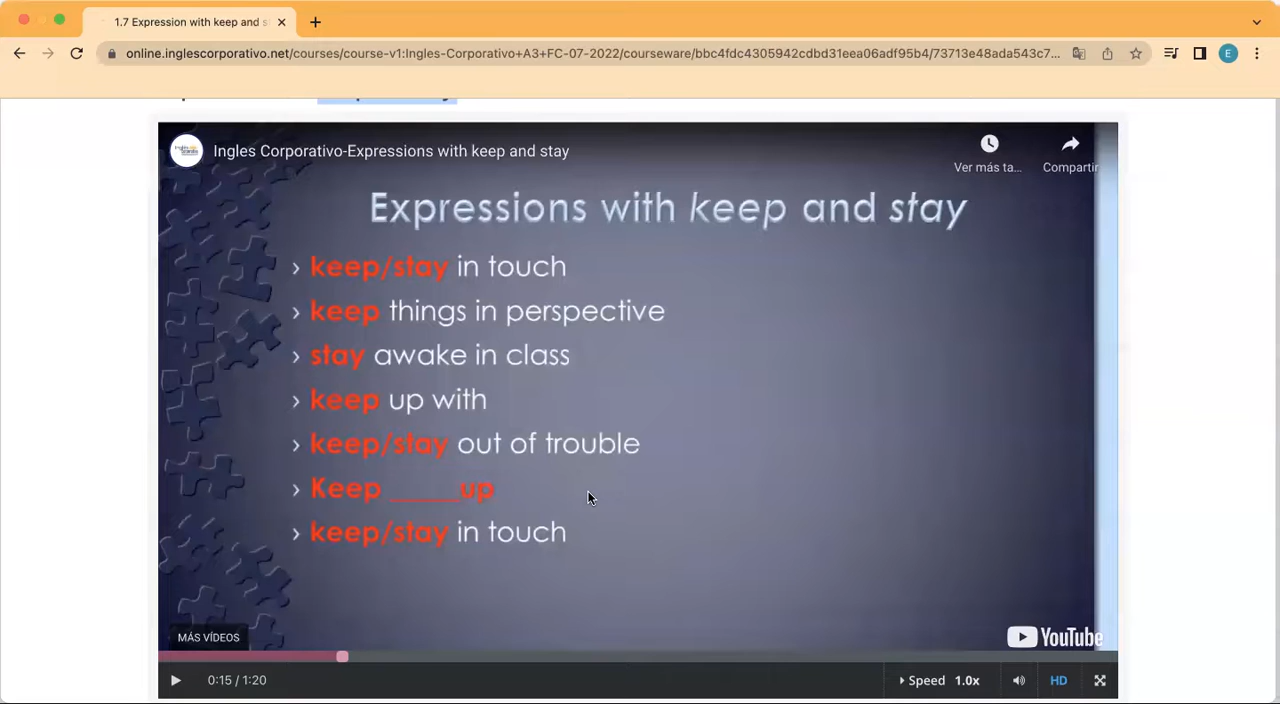 1.7 Expression with keep and s
online.inglescorporativo.net/courses/course-v1:Ingles-Corporativo+A3+FC-07-2022/courseware/bbc4fdc4305942cdbd31eea06adf95b4/73713e48ada543c7...
E
Ingles Corporativo-Expressions with keep and stay
Ver más ta...
Compartir
Expressions with keep and stay
› keep/stay in touch
› keep things in perspective
› stay awake in class
› keep up with
› keep/stay out of trouble
› Keep ______up
› keep/stay in touch
MÁS VÍDEOS
YouTube
0:15 / 1:20
Speed 1.0x
HD